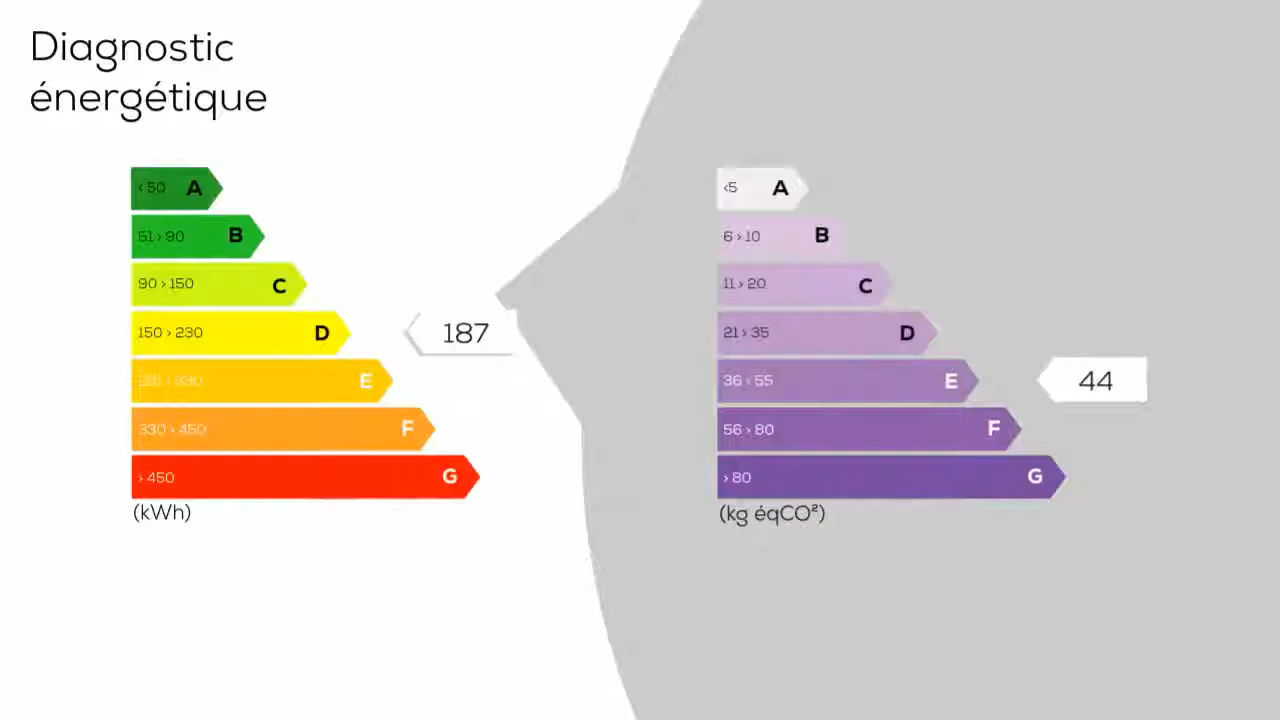 Diagnostic
énergétique
< 50 A
51 > 90 B
90 > 150 C
150 > 230 D
187
E
330 > 450 F
> 450 G
(kWh)
<5 A
6 > 10 B
11 > 20 C
21 > 35 D
36 > 55 E
44
56 > 80 F
> 80 G
(kg éqCO²)